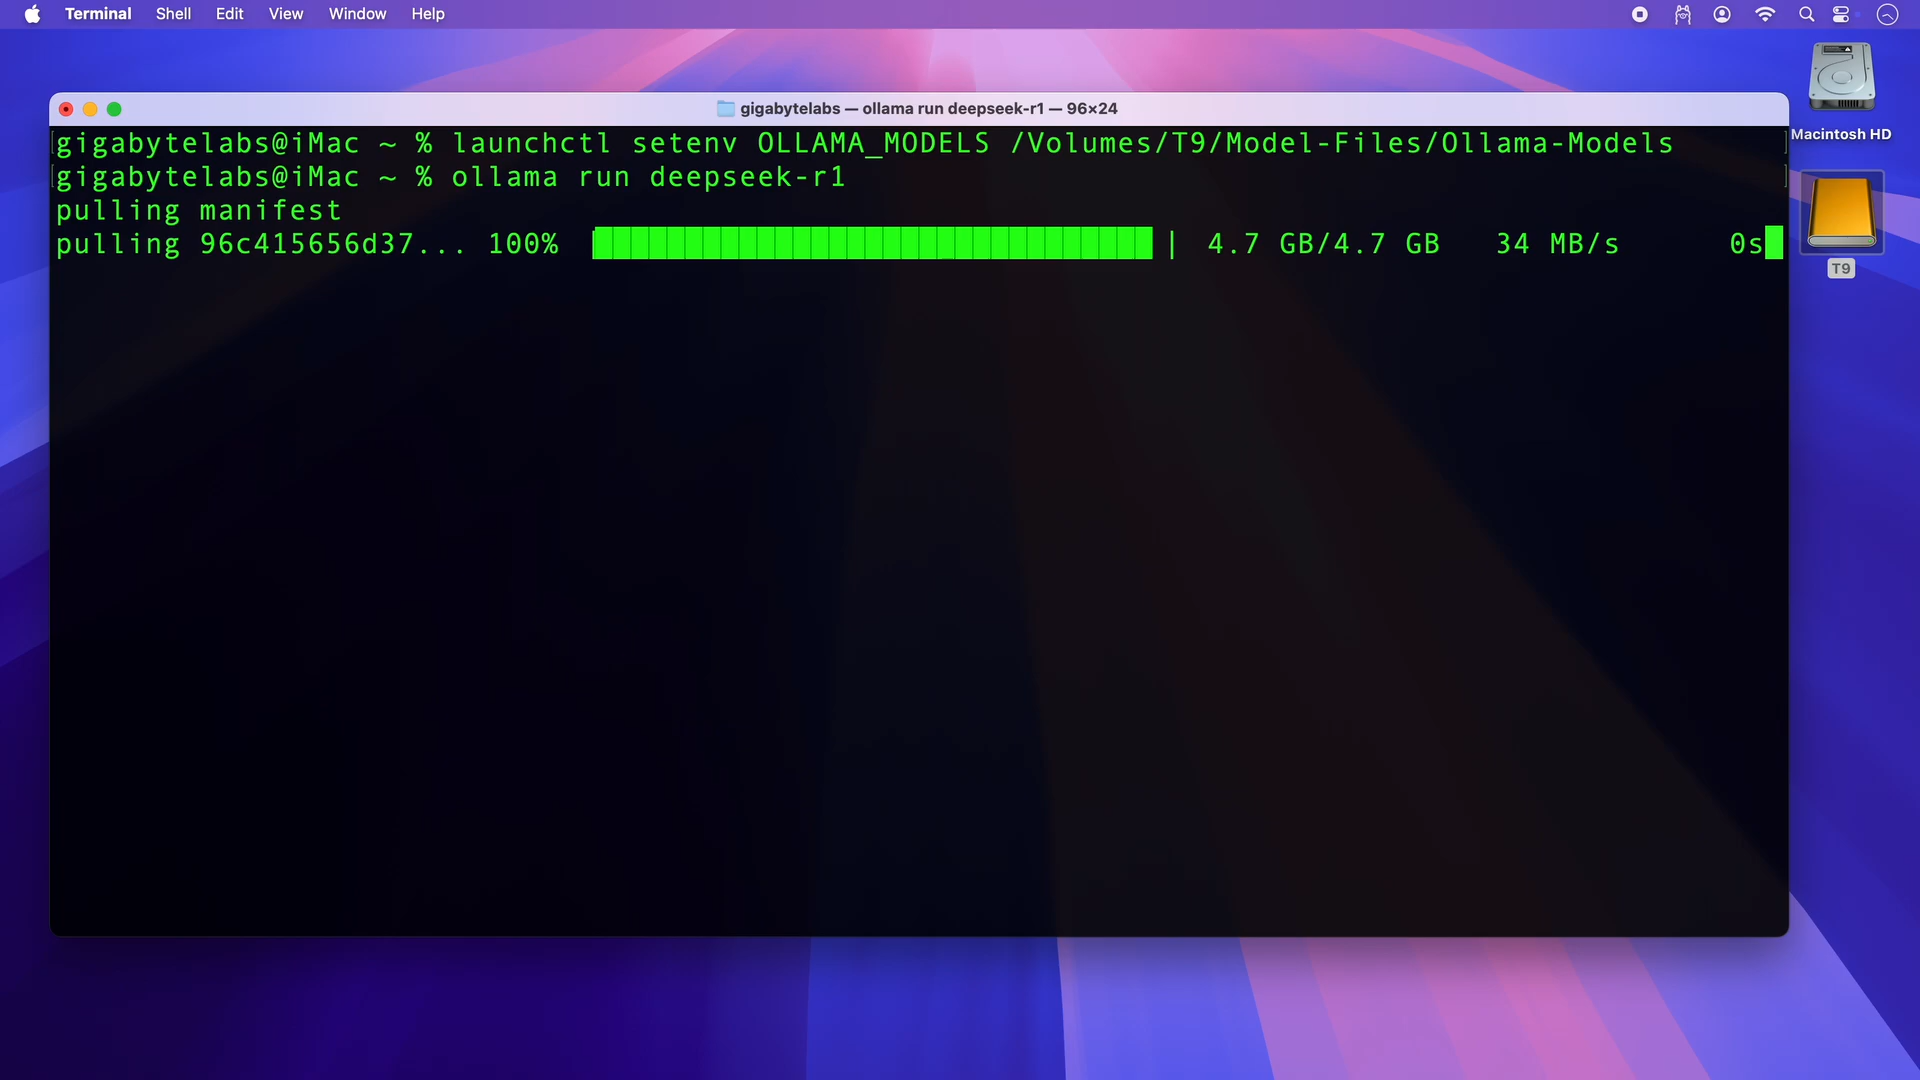 Terminal Shell Edit View Window Help
gigabytelabs — ollama run deepseek-r1 — 96×24
gigabytelabs@iMac ~ % launchctl setenv OLLAMA_MODELS /Volumes/T9/Model-Files/Ollama-Models
gigabytelabs@iMac ~ % ollama run deepseek-r1
pulling manifest
pulling 96c415656d37... 100% | 4.7 GB/4.7 GB 34 MB/s 0s
Macintosh HD
T9